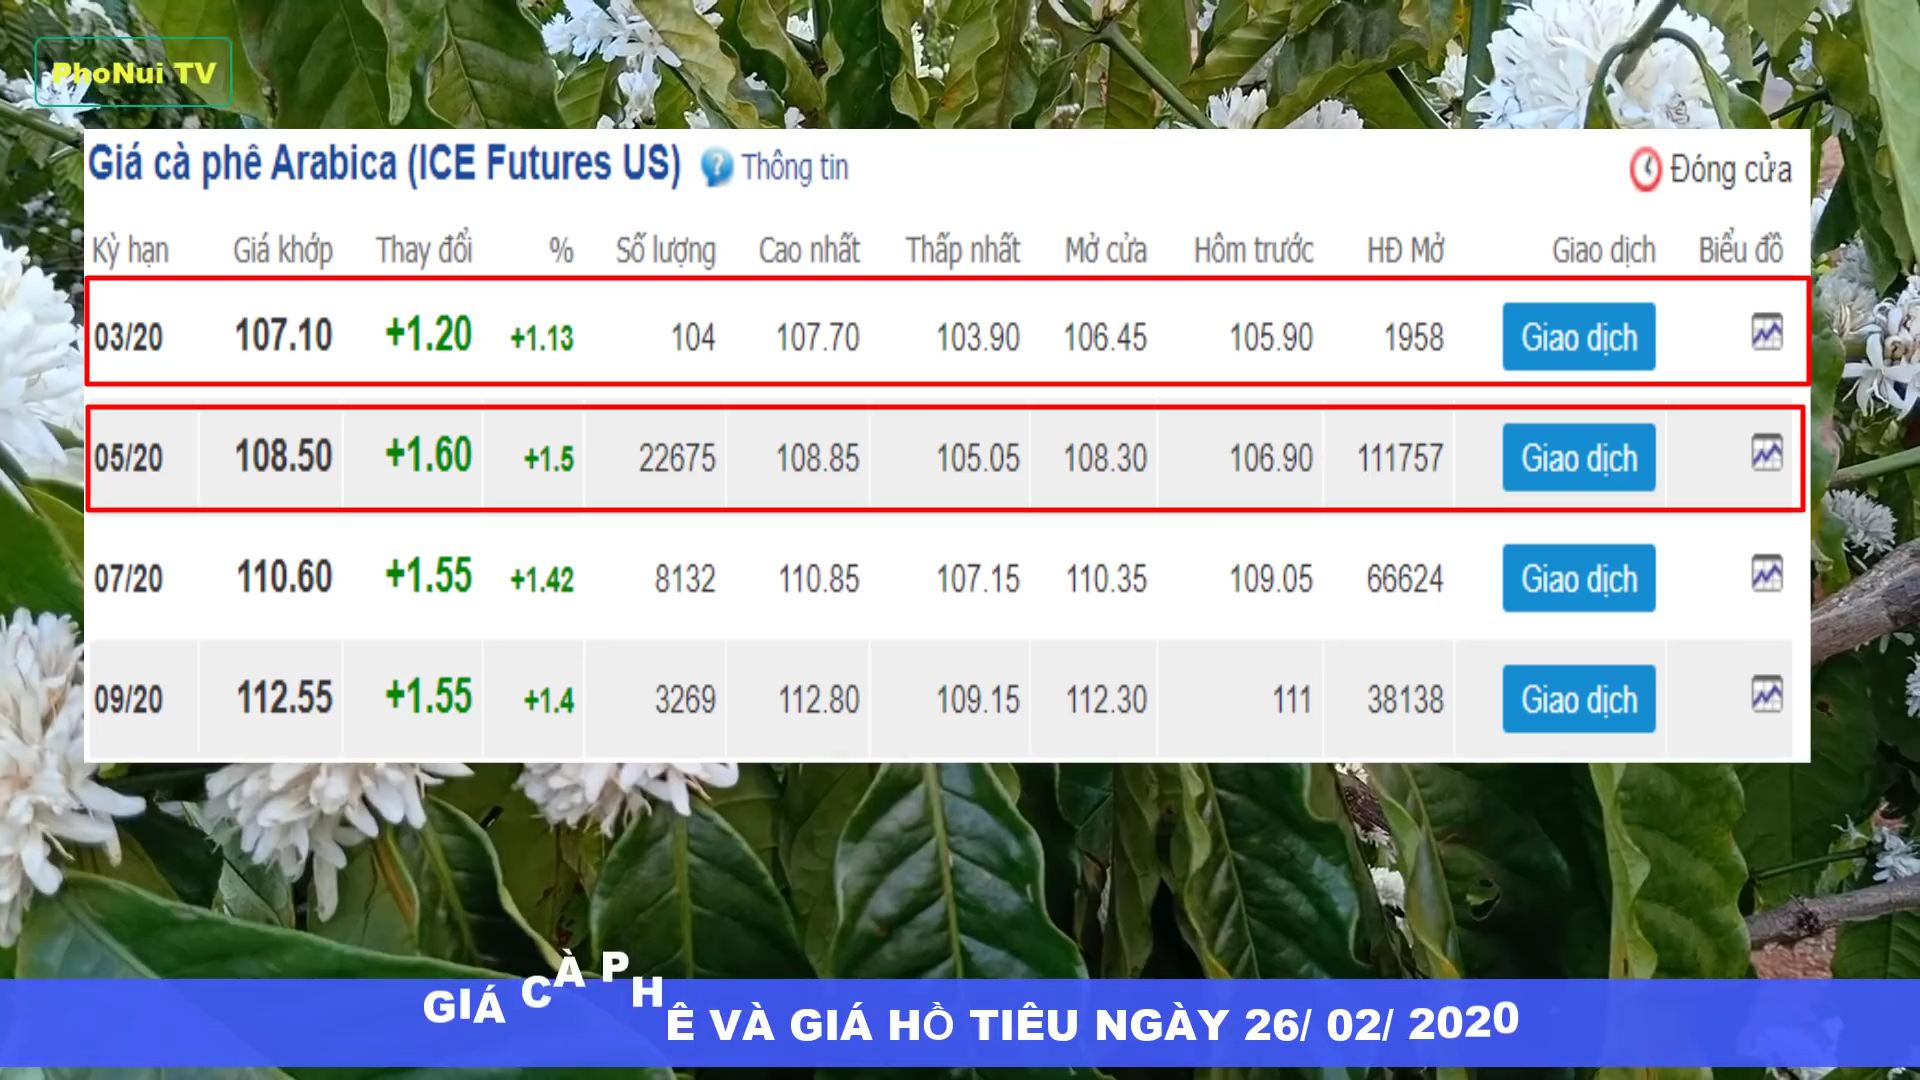 PhoNui TV
Giá cà phê Arabica (ICE Futures US) ? Thông tin Đóng cửa
Kỳ hạn Giá khớp Thay đổi % Số lượng Cao nhất Thấp nhất Mở cửa Hôm trước HĐ Mở Giao dịch Biểu đồ
03/20 107.10 +1.20 +1.13 104 107.70 103.90 106.45 105.90 1958 Giao dịch
05/20 108.50 +1.60 +1.5 22675 108.85 105.05 108.30 106.90 111757 Giao dịch
07/20 110.60 +1.55 +1.42 8132 110.85 107.15 110.35 109.05 66624 Giao dịch
09/20 112.55 +1.55 +1.4 3269 112.80 109.15 112.30 111 38138 Giao dịch
GIÁ CÀ PHÊ VÀ GIÁ HỒ TIÊU NGÀY 26/ 02/ 2020